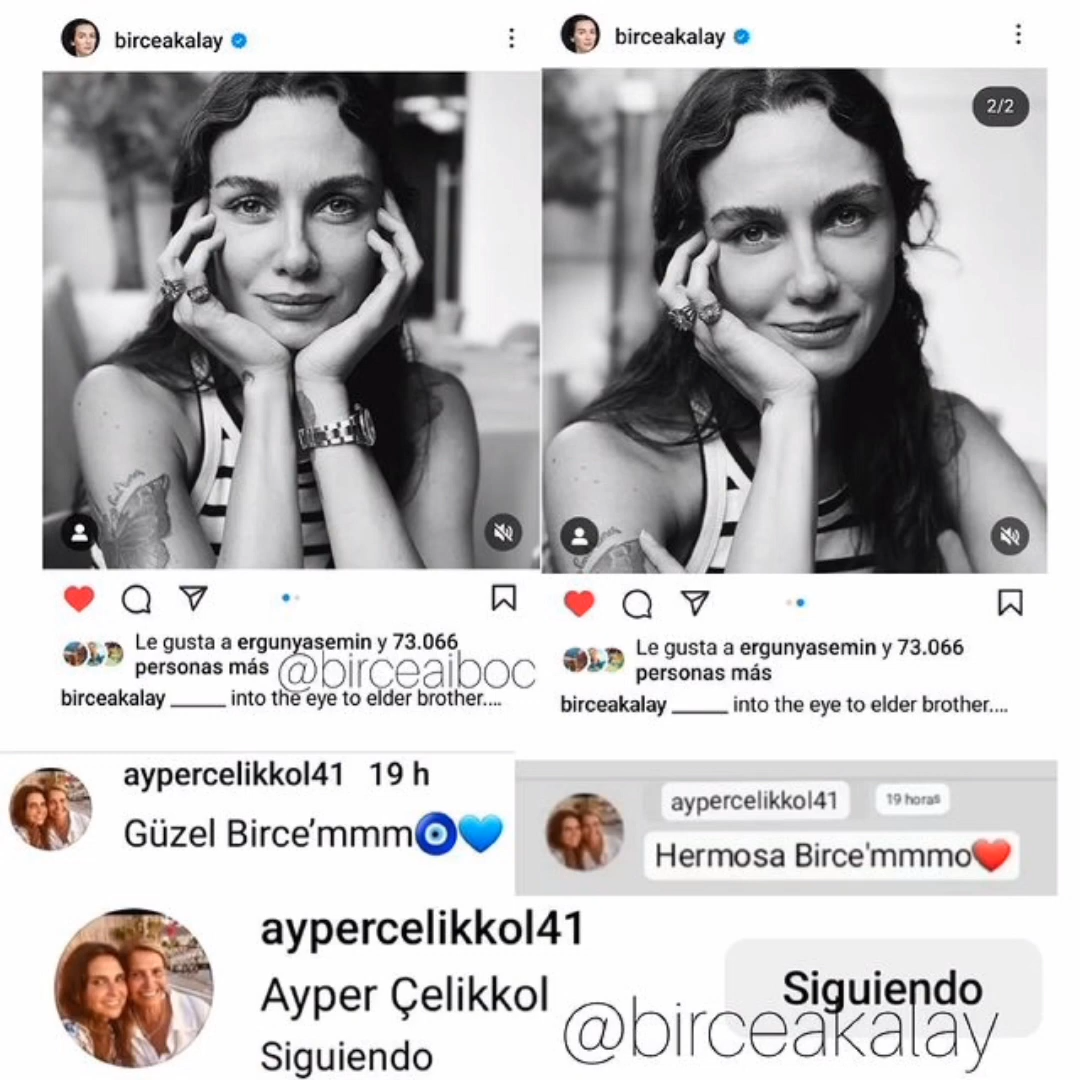 birceakalay
birceakalay
2/2
Le gusta a ergunyasemin y 73.066
personas más
@birceaiboc
birceakalay _____ into the eye to elder brother....
Le gusta a ergunyasemin y 73.066
personas más
birceakalay _____ into the eye to elder brother....
aypercelikkol41 19 h
Güzel Birce’mmm🧿💙
aypercelikkol41 19 horas
Hermosa Birce'mmmo❤️
aypercelikkol41
Ayper Çelikkol
Siguiendo
Siguiendo
@birceakalay